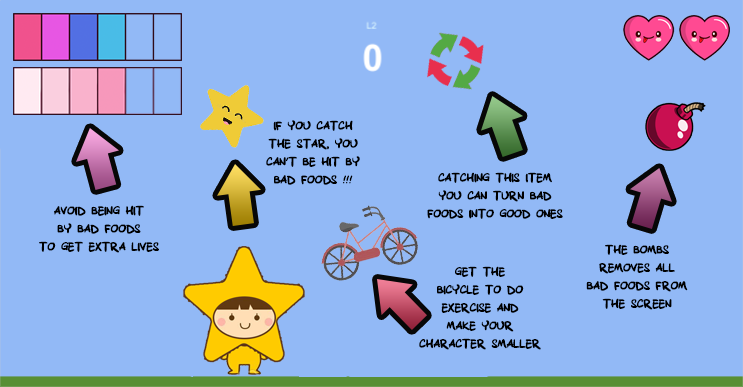 L2
0
IF YOU CATCH
THE STAR, YOU
CAN'T BE HIT BY
BAD FOODS !!!
CATCHING THIS ITEM
YOU CAN TURN BAD
FOODS INTO GOOD ONES
AVOID BEING HIT
BY BAD FOODS
TO GET EXTRA LIVES
THE BOMBS
REMOVES ALL
BAD FOODS FROM
THE SCREEN
GET THE
BICYCLE TO DO
EXERCISE AND
MAKE YOUR
CHARACTER SMALLER